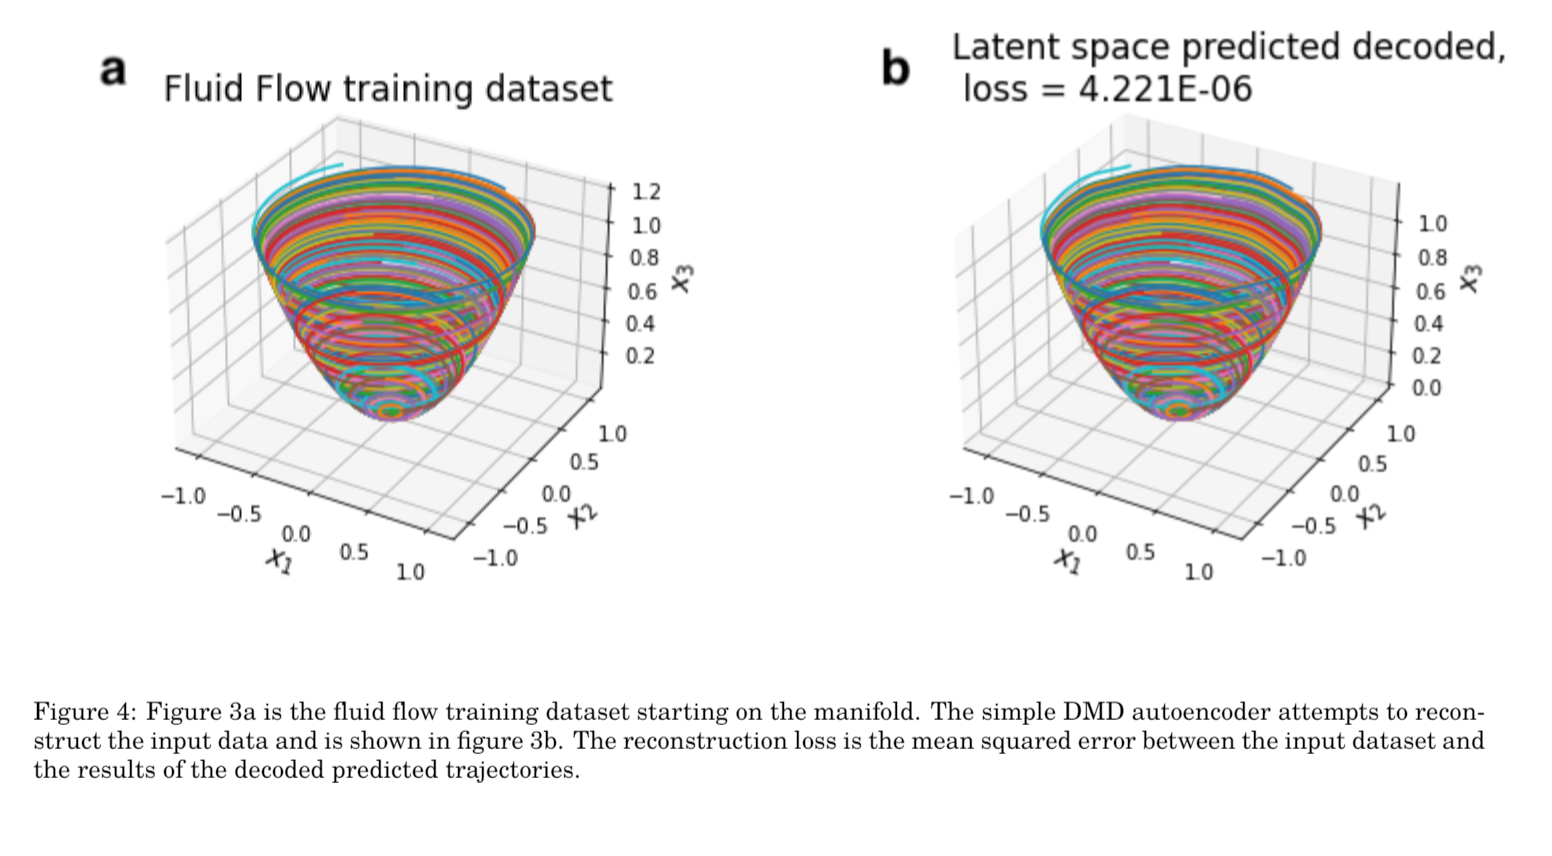 a
Fluid Flow training dataset
1.2
1.0
0.8
0.6
0.4
0.2
x3
1.0
0.5
0.0
−0.5
−1.0
x2
−1.0
−0.5
0.0
0.5
1.0
x1
b
Latent space predicted decoded,
loss = 4.221E-06
1.0
0.8
0.6
0.4
0.2
0.0
x3
1.0
0.5
0.0
−0.5
−1.0
x2
−1.0
−0.5
0.0
0.5
1.0
x1
Figure 4: Figure 3a is the fluid flow training dataset starting on the manifold. The simple DMD autoencoder attempts to recon-
struct the input data and is shown in figure 3b. The reconstruction loss is the mean squared error between the input dataset and
the results of the decoded predicted trajectories.